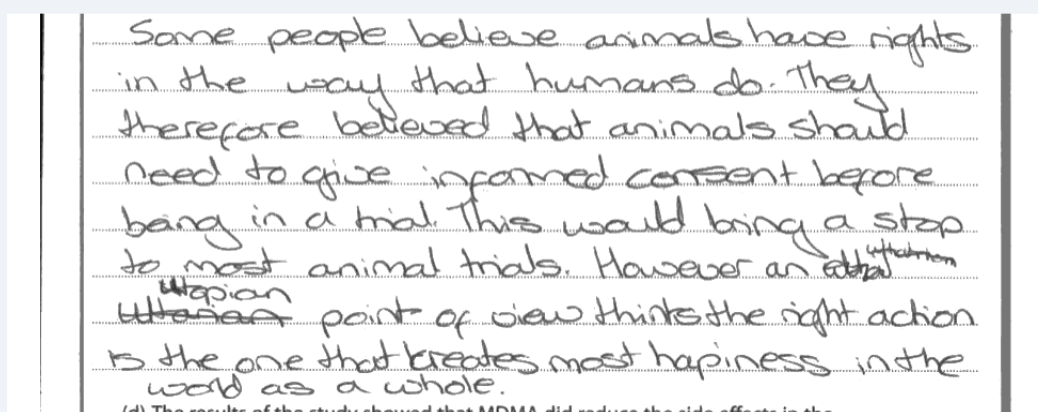 Some people believe animals have rights
in the way that humans do. They
therefore believed that animals should
need to give informed consent before
being in a trial. This would bring a stop
to most animal trials. However an
utopian
point of view thinks the right action
is the one that creates most hapiness in the
world as a whole.
(d) The results of the study showed that MDMA did reduce the side effects in the